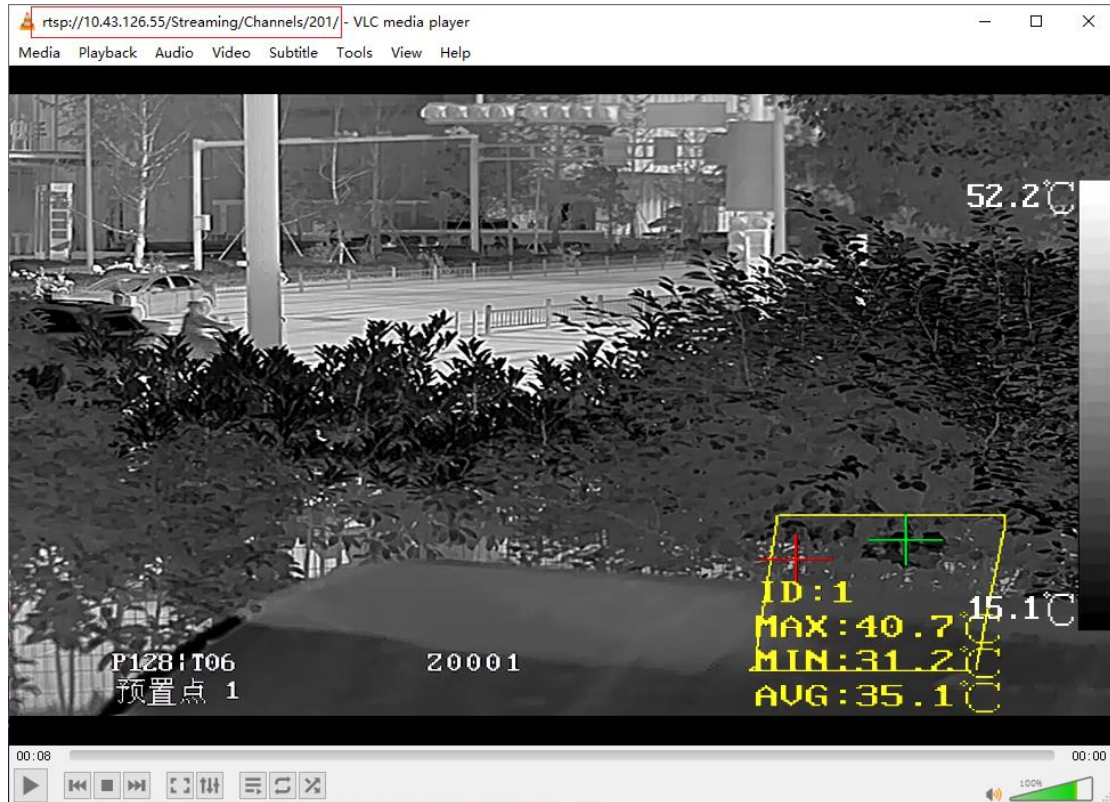 rtsp://10.43.126.55/Streaming/Channels/201/ - VLC media player
Media Playback Audio Video Subtitle Tools View Help
52.2℃
ID:1
15.1℃
MAX:40.7℃
P128:T06
Z0001
MIN:31.2℃
预置点 1
AVG:35.1℃
00:08
00:00
100%